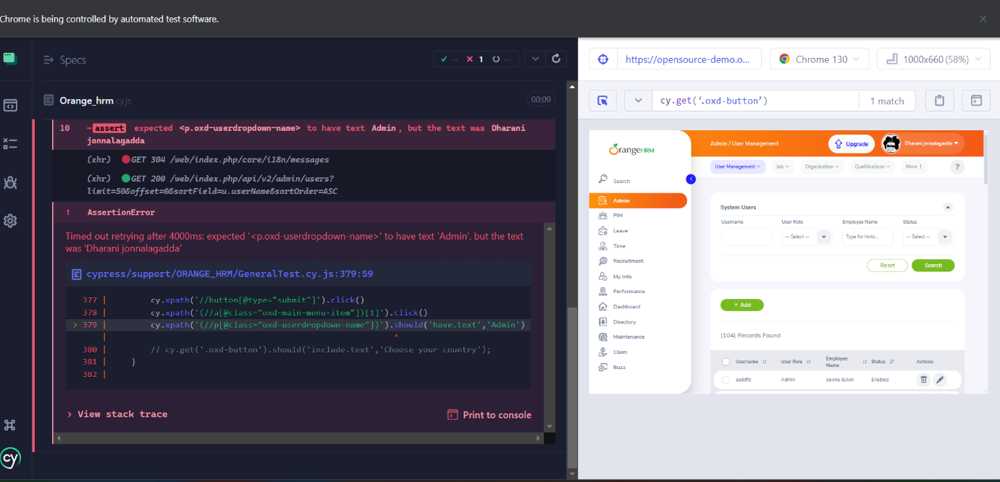 Chrome is being controlled by automated test software.
Specs
✓ -- ✕ 1 --
Orange_hrm cy.js
00:09
10 -assert expected <p.oxd-userdropdown-name> to have text Admin, but the text was Dharani
jonnalagadda
(xhr) GET 304 /web/index.php/core/i18n/messages
(xhr) GET 200 /web/index.php/api/v2/admin/users?
limit=50&offset=0&sortField=u.userName&sortOrder=ASC
! AssertionError
Timed out retrying after 4000ms: expected '<p.oxd-userdropdown-name>' to have text 'Admin', but the text
was 'Dharani jonnalagadda'
cypress/support/ORANGE_HRM/GeneralTest.cy.js:379:59
377 | cy.xpath('//button[@type="submit"]').click()
378 | cy.xpath('(//a[@class="oxd-main-menu-item"])[1]').click()
> 379 | cy.xpath('(//p[@class="oxd-userdropdown-name"])').should('have.text','Admin')
| ^
380 | // cy.get('.oxd-button').should('include.text','Choose your country');
381 | }
382 |
> View stack trace
Print to console
cy
https://opensource-demo.o...
Chrome 130
1000x660 (58%)
cy.get(‘.oxd-button’)
1 match
OrangeHRM
Search
Admin
PIM
Leave
Time
Recruitment
My Info
Performance
Dashboard
Directory
Maintenance
Claim
Buzz
Admin / User Management
Upgrade
Dharani jonnalagadda
User Management
Job
Organization
Qualifications
More
?
System Users
Username
User Role
Employee Name
Status
-- Select --
Type for hints...
-- Select --
Reset
Search
+ Add
(104) Records Found
Username
User Role
Employee
Name
Status
Actions
aaddfd
Admin
savina dulvin
Enabled